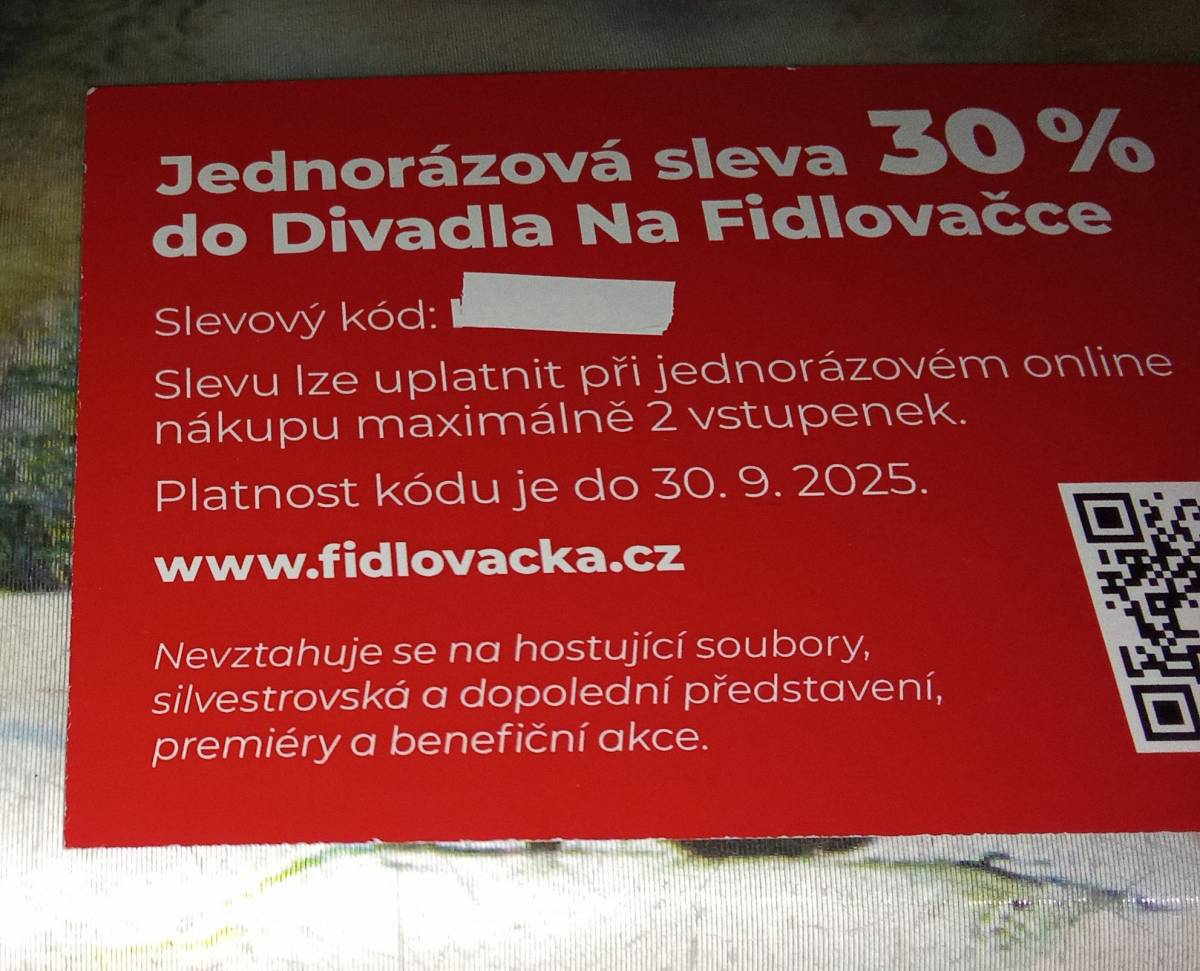 Jednorázová sleva 30 %
do Divadla Na Fidlovačce
Slevový kód:
Slevu lze uplatnit při jednorázovém online
nákupu maximálně 2 vstupenek.
Platnost kódu je do 30. 9. 2025.
www.fidlovacka.cz
Nevztahuje se na hostující soubory,
silvestrovská a dopolední představení,
premiéry a benefiční akce.